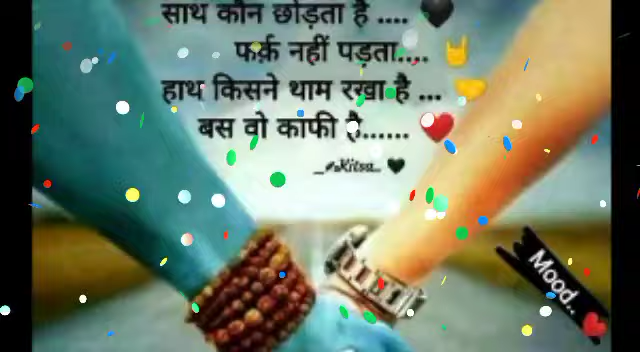 साथ कौन छोड़ता है .... 🖤
फर्क़ नहीं पड़ता.... 🤘
हाथ किसने थाम रखा है ... 🤝
बस वो काफी है...... ❤️
Mood.. ❤️